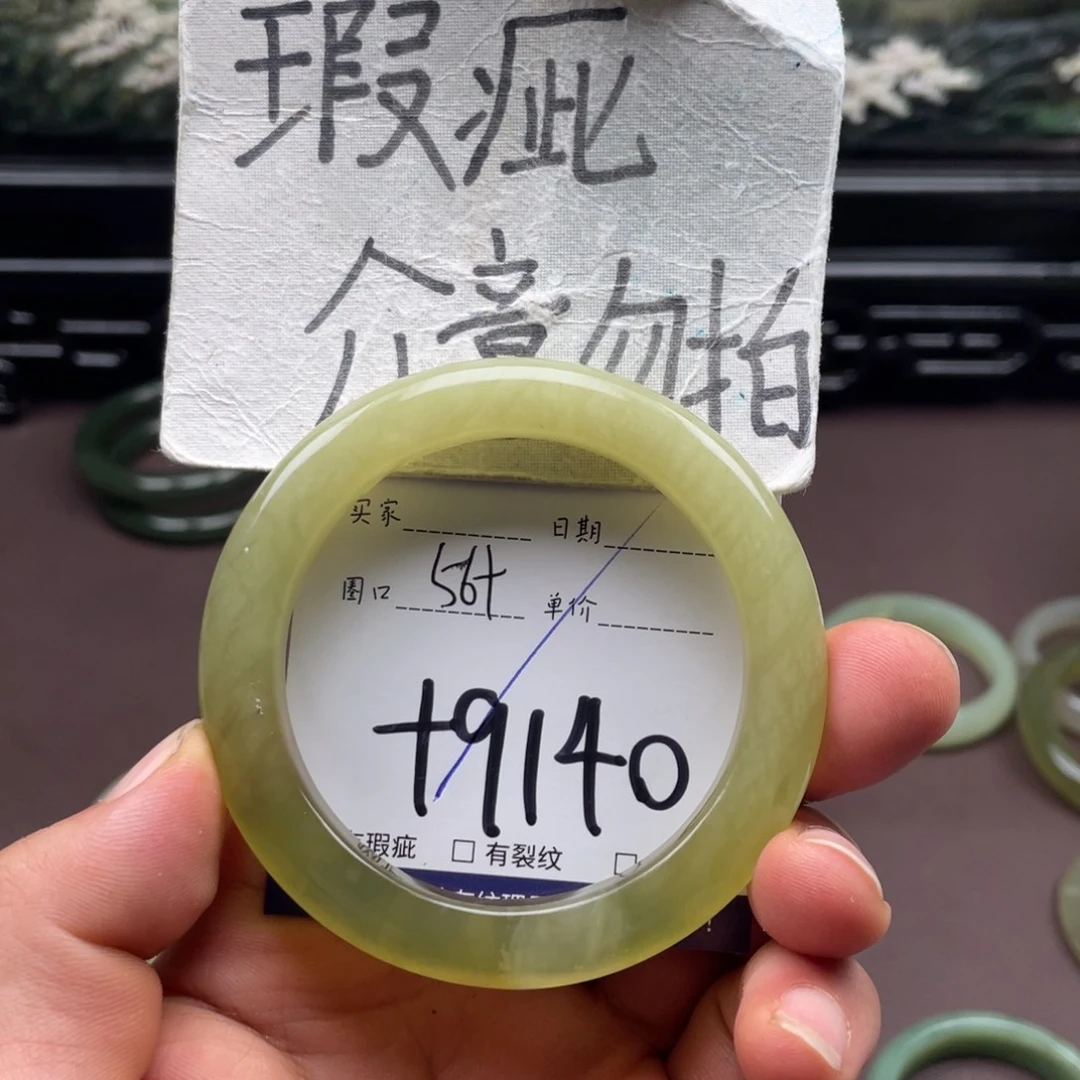 瑕疵
介意勿拍
买家 日期
圈口 56+ 单价
+9140
瑕疵 □ 有裂纹 □